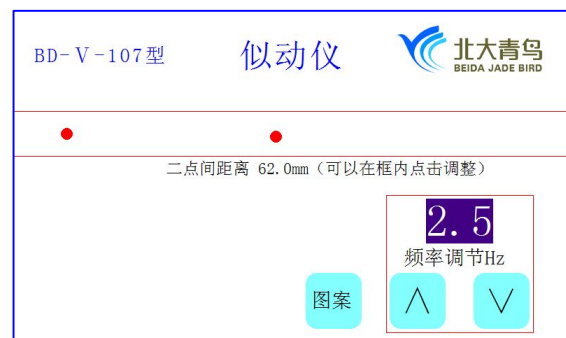 BD-Ⅴ-107型
似动仪
北大青鸟
BEIDA JADE BIRD
二点间距离 62.0mm（可以在框内点击调整）
2.5
频率调节Hz
图案
∧
∨